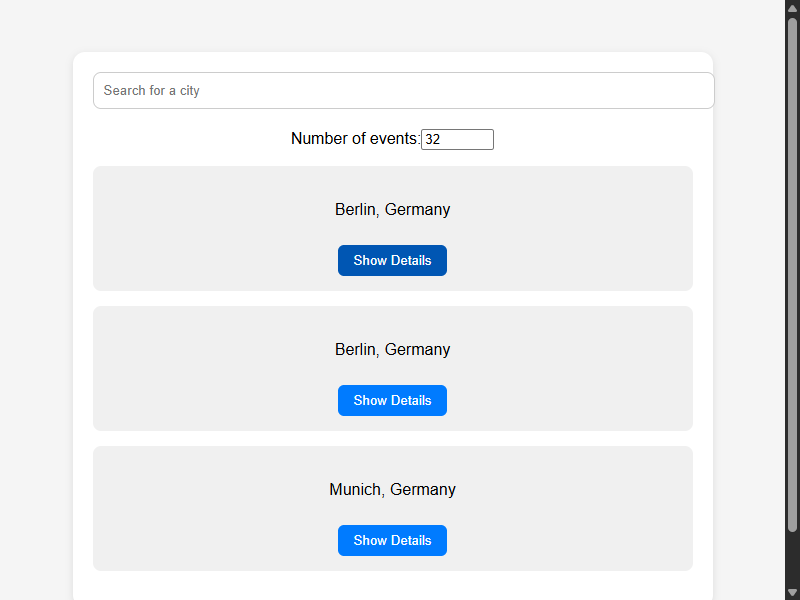 Search for a city
Number of events: 32
Berlin, Germany
Show Details
Berlin, Germany
Show Details
Munich, Germany
Show Details